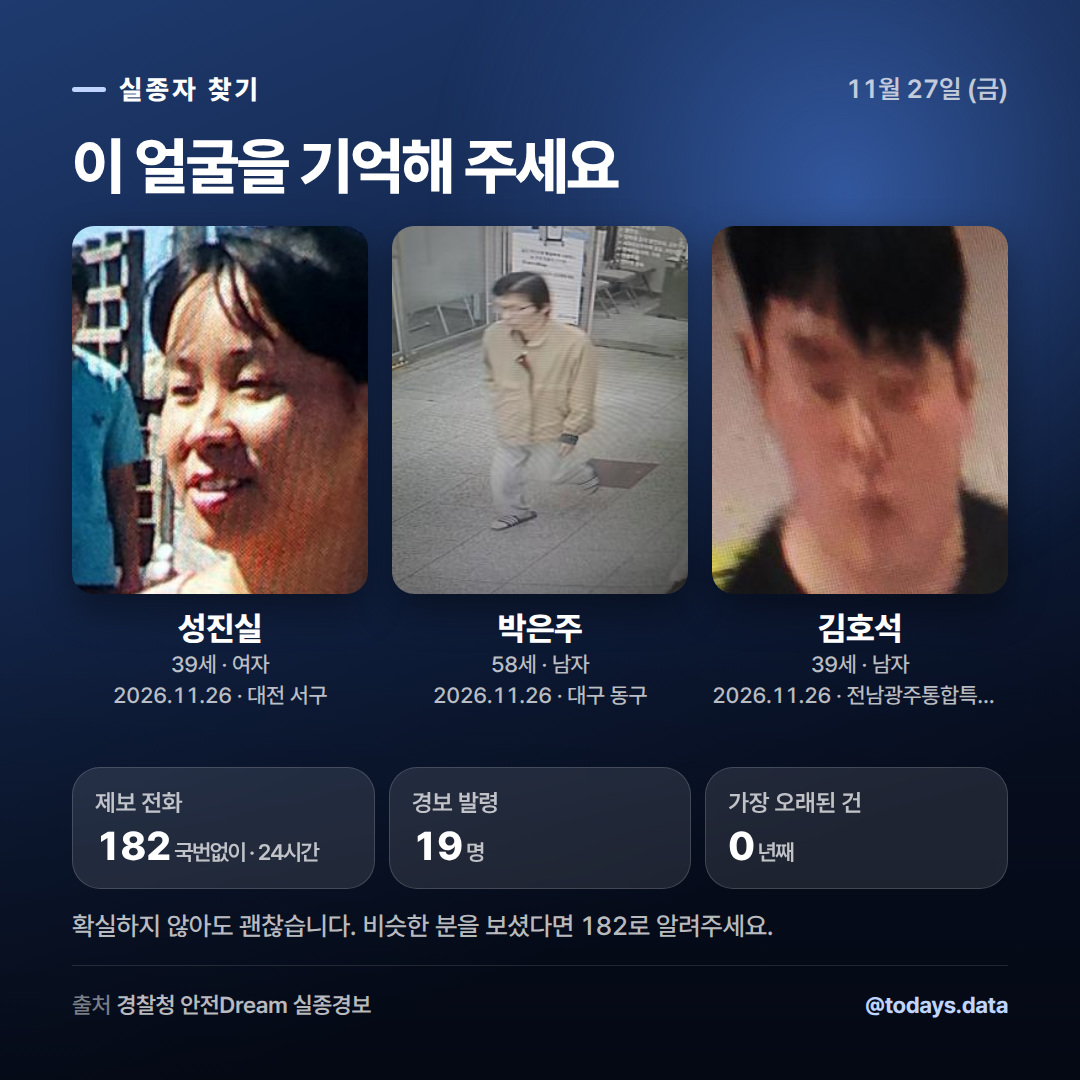 실종자 찾기
11월 27일 (금)
이 얼굴을 기억해 주세요
성진실
39세 · 여자
2026.11.26 · 대전 서구
박은주
58세 · 남자
2026.11.26 · 대구 동구
김호석
39세 · 남자
2026.11.26 · 전남광주통합특...
제보 전화
182 국번없이 · 24시간
경보 발령
19 명
가장 오래된 건
0 년째
확실하지 않아도 괜찮습니다. 비슷한 분을 보셨다면 182로 알려주세요.
출처 경찰청 안전Dream 실종경보
@todays.data